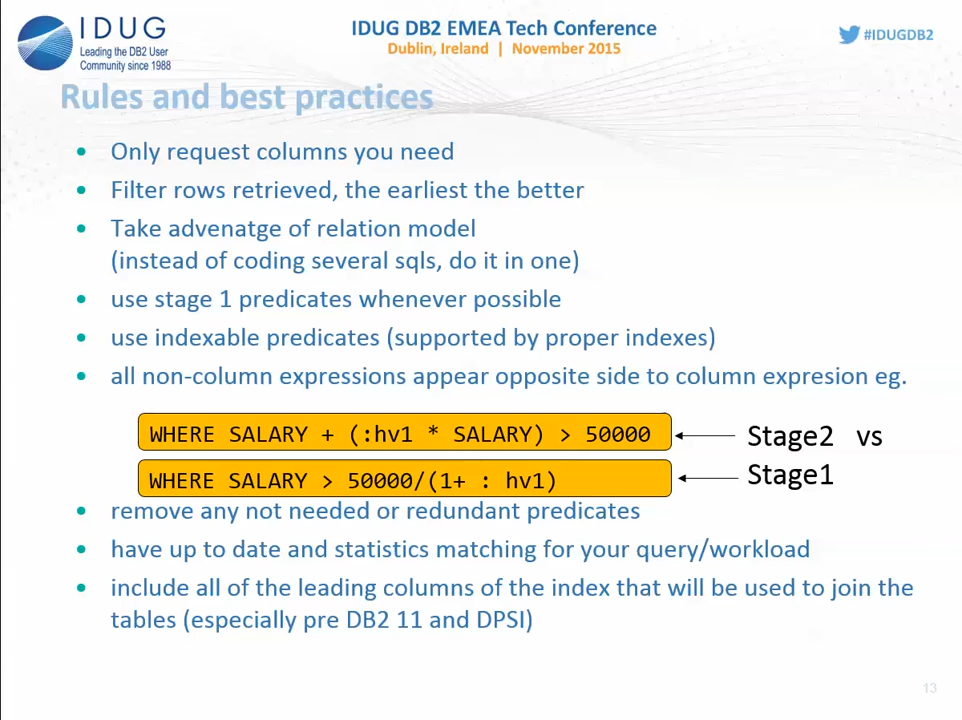 IDUG
Leading the DB2 User
Community since 1988
IDUG DB2 EMEA Tech Conference
Dublin, Ireland | November 2015
#IDUGDB2
Rules and best practices
• Only request columns you need
• Filter rows retrieved, the earliest the better
• Take advenatge of relation model
(instead of coding several sqls, do it in one)
• use stage 1 predicates whenever possible
• use indexable predicates (supported by proper indexes)
• all non-column expressions appear opposite side to column expresion eg.
WHERE SALARY + (:hv1 * SALARY) > 50000
Stage2 vs
WHERE SALARY > 50000/(1+ : hv1)
Stage1
• remove any not needed or redundant predicates
• have up to date and statistics matching for your query/workload
• include all of the leading columns of the index that will be used to join the
tables (especially pre DB2 11 and DPSI)
13